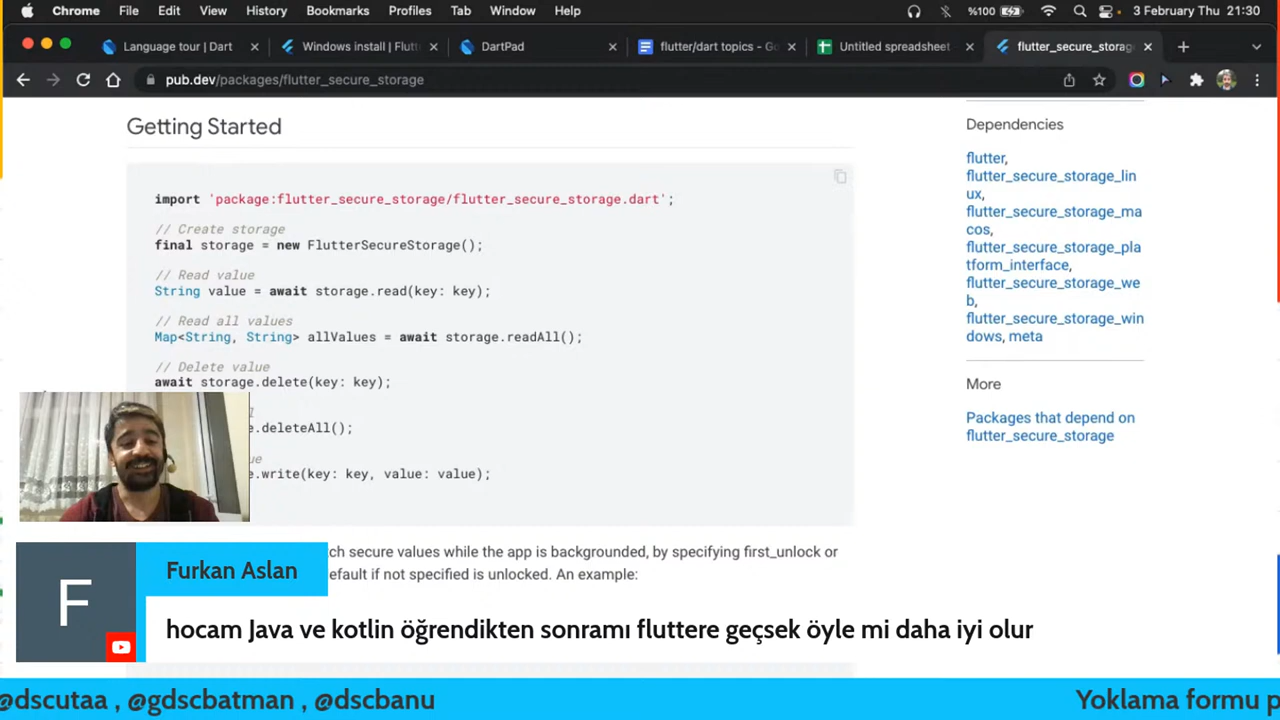 Chrome File Edit View History Bookmarks Profiles Tab Window Help %100 3 February Thu 21:30
Language tour | Dart
Windows install | Flutt
DartPad
flutter/dart topics - Go
Untitled spreadsheet
flutter_secure_storag
pub.dev/packages/flutter_secure_storage
Getting Started
import 'package:flutter_secure_storage/flutter_secure_storage.dart';
// Create storage
final storage = new FlutterSecureStorage();
// Read value
String value = await storage.read(key: key);
// Read all values
Map<String, String> allValues = await storage.readAll();
// Delete value
await storage.delete(key: key);
l
e.deleteAll();
ue
e.write(key: key, value: value);
ch secure values while the app is backgrounded, by specifying first_unlock or
efault if not specified is unlocked. An example:
Dependencies
flutter,
flutter_secure_storage_lin
ux,
flutter_secure_storage_ma
cos,
flutter_secure_storage_pla
tform_interface,
flutter_secure_storage_we
b,
flutter_secure_storage_win
dows, meta
More
Packages that depend on
flutter_secure_storage
F
Furkan Aslan
hocam Java ve kotlin öğrendikten sonramı fluttere geçsek öyle mi daha iyi olur
@dscutaa , @gdscbatman , @dscbanu
Yoklama formu p